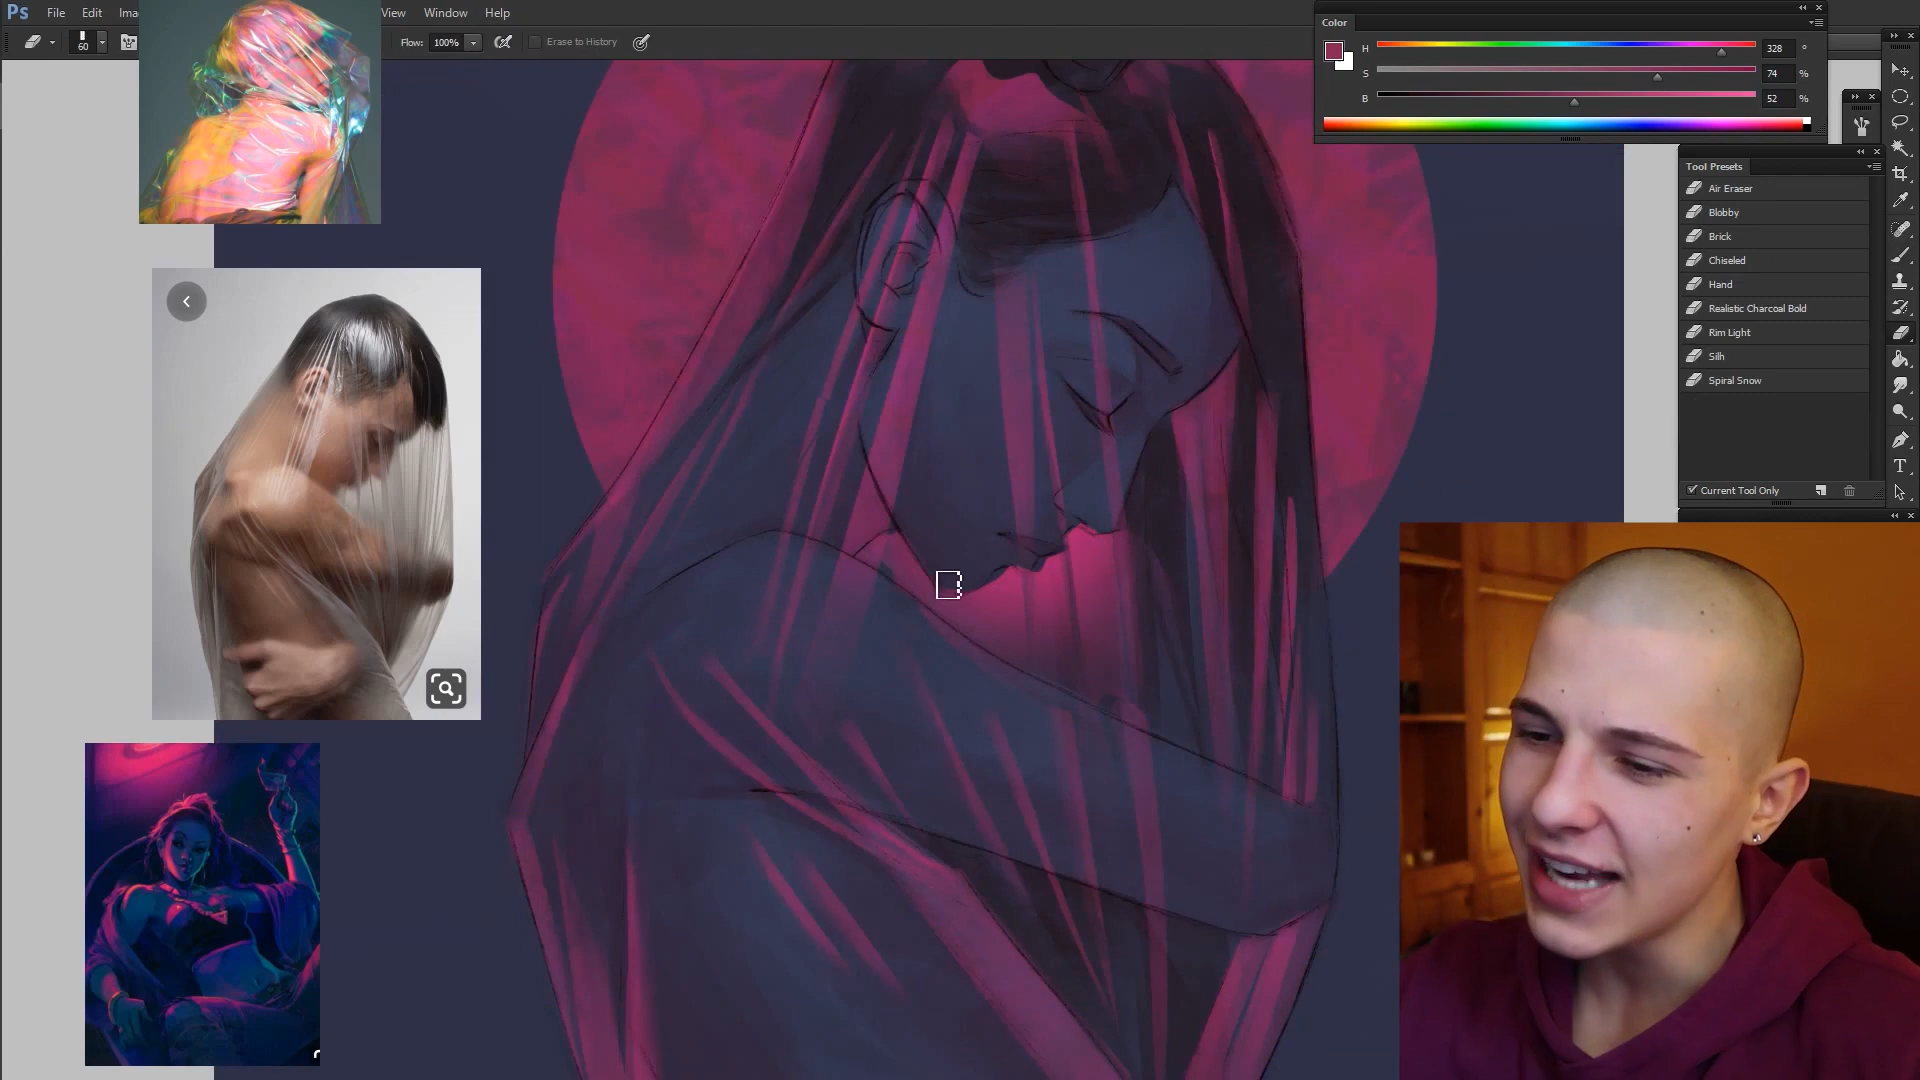 Ps File Edit Ima View Window Help
60 Flow: 100% Erase to History
Color
H 328 °
S 74 %
B 52 %
Tool Presets
Air Eraser
Blobby
Brick
Chiseled
Hand
Realistic Charcoal Bold
Rim Light
Silh
Spiral Snow
Current Tool Only
T